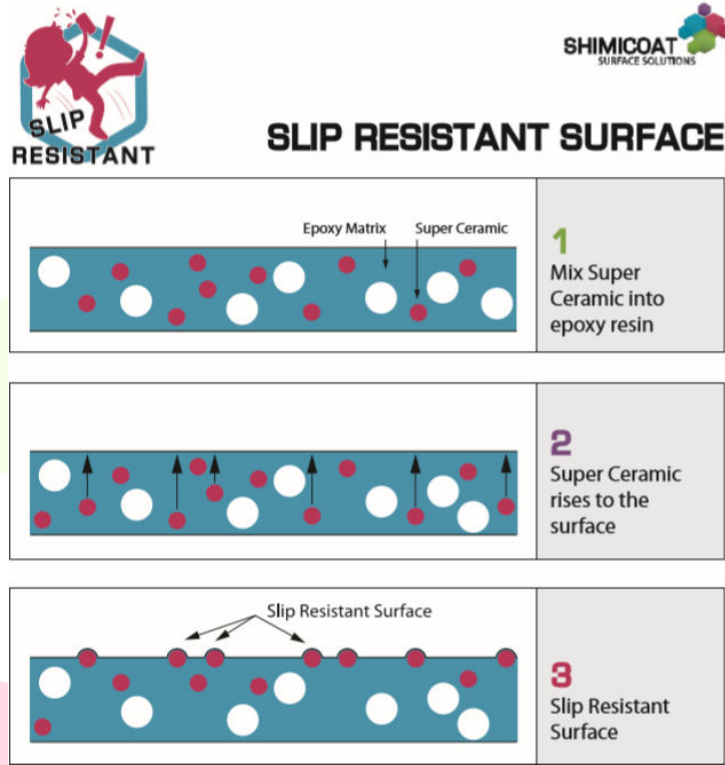 SLIP
RESISTANT
SHIMICOAT
SURFACE SOLUTIONS
SLIP RESISTANT SURFACE
Epoxy Matrix
Super Ceramic
1
Mix Super
Ceramic into
epoxy resin
2
Super Ceramic
rises to the
surface
Slip Resistant Surface
3
Slip Resistant
Surface